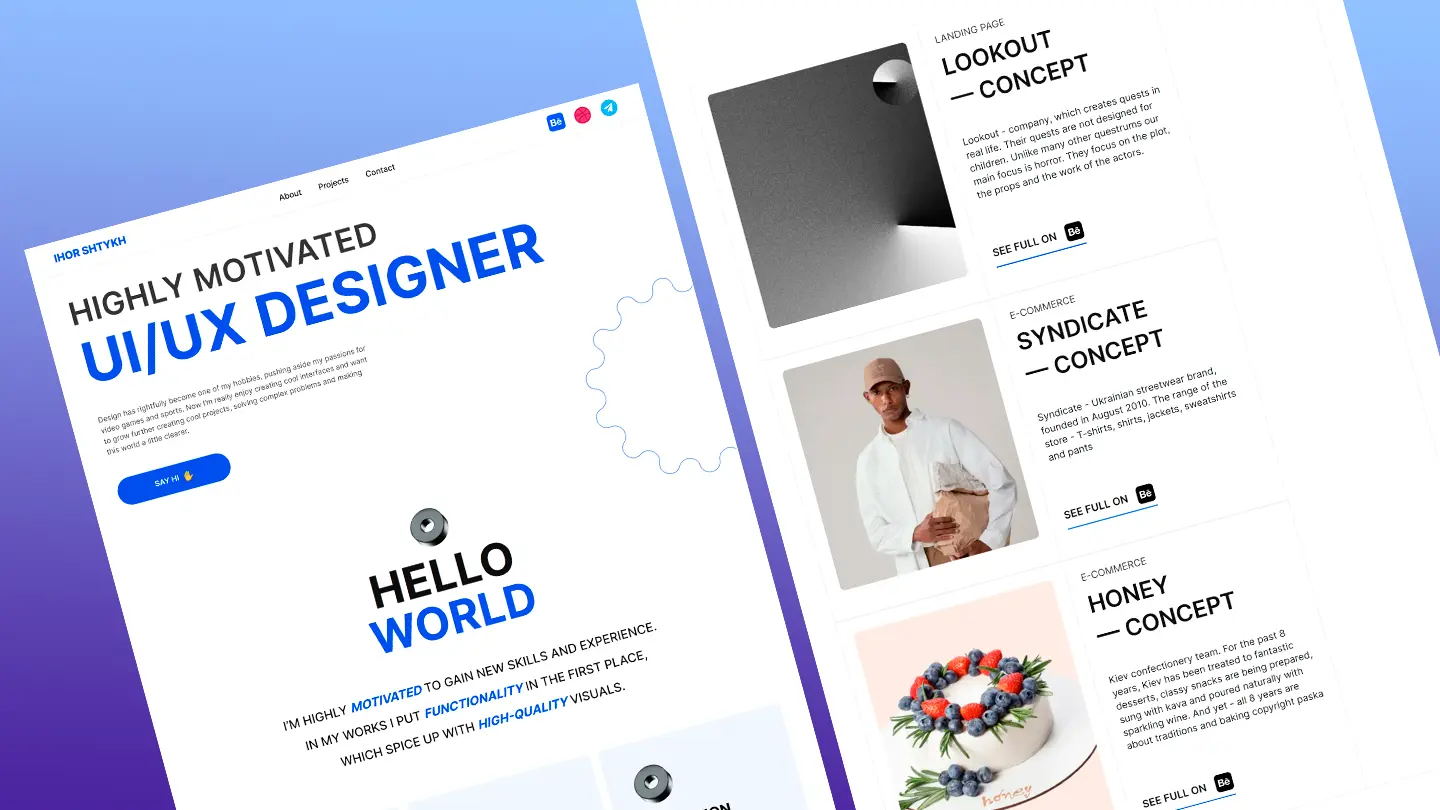 IHOR SHTYKH
About
Projects
Contact
Bē
HIGHLY MOTIVATED
UI/UX DESIGNER
Design has rightfully become one of my hobbies, pushing aside my passions for
video games and sports. Now I'm really enjoy creating cool interfaces and want
to grow further creating cool projects, solving complex problems and making
this world a little clearer.
SAY HI
HELLO
WORLD
I'M HIGHLY MOTIVATED TO GAIN NEW SKILLS AND EXPERIENCE.
IN MY WORKS I PUT FUNCTIONALITY IN THE FIRST PLACE,
WHICH SPICE UP WITH HIGH-QUALITY VISUALS.
LANDING PAGE
LOOKOUT
— CONCEPT
Lookout - company, which creates quests in
real life. Their quests are not designed for
children. Unlike many other questrums our
main focus is horror. They focus on the plot,
the props and the work of the actors.
SEE FULL ON Bē
E-COMMERCE
SYNDICATE
— CONCEPT
Syndicate - Ukrainian streetwear brand,
founded in August 2010. The range of the
store - T-shirts, shirts, jackets, sweatshirts
and pants
SEE FULL ON Bē
E-COMMERCE
HONEY
— CONCEPT
Kiev confectionery team. For the past 8
years, Kiev has been treated to fantastic
desserts, classy snacks are being prepared,
sung with kava and poured naturally with
sparkling wine. And yet - all 8 years are
about traditions and baking copyright paska
SEE FULL ON Bē
honey